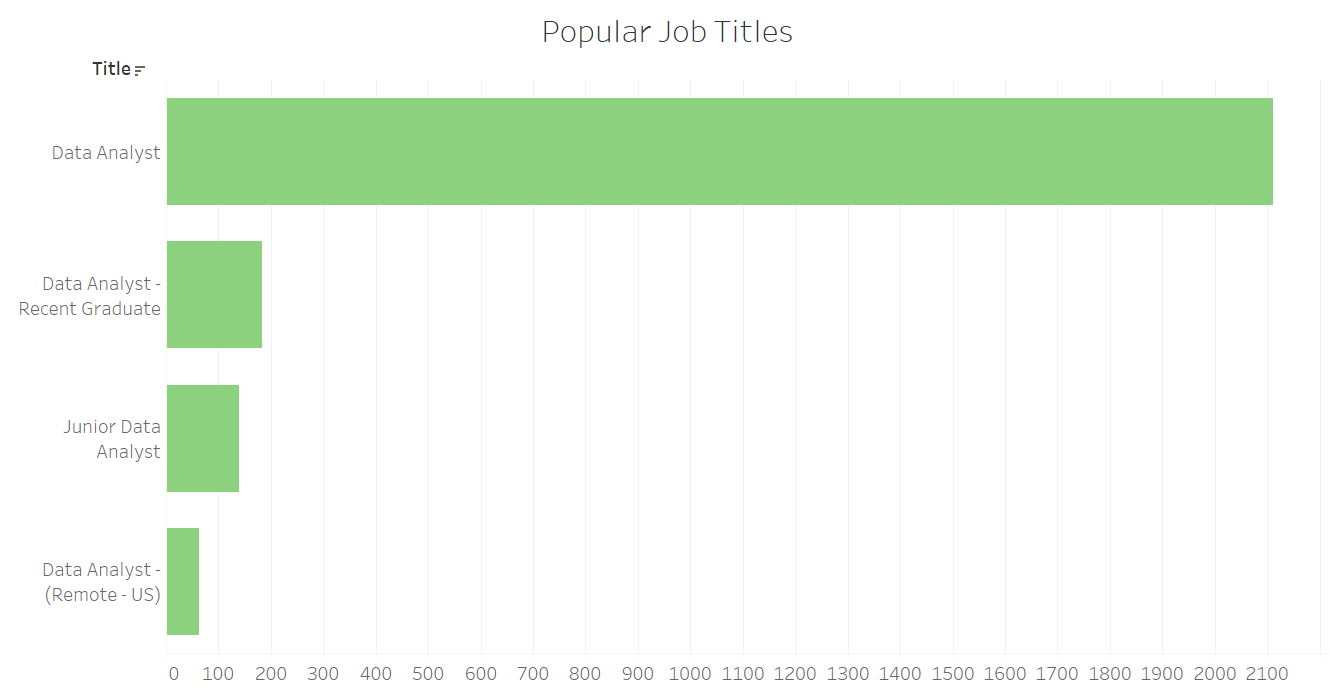 Popular Job Titles
Title
Data Analyst
Data Analyst -
Recent Graduate
Junior Data
Analyst
Data Analyst -
(Remote - US)
0 100 200 300 400 500 600 700 800 900 1000 1100 1200 1300 1400 1500 1600 1700 1800 1900 2000 2100